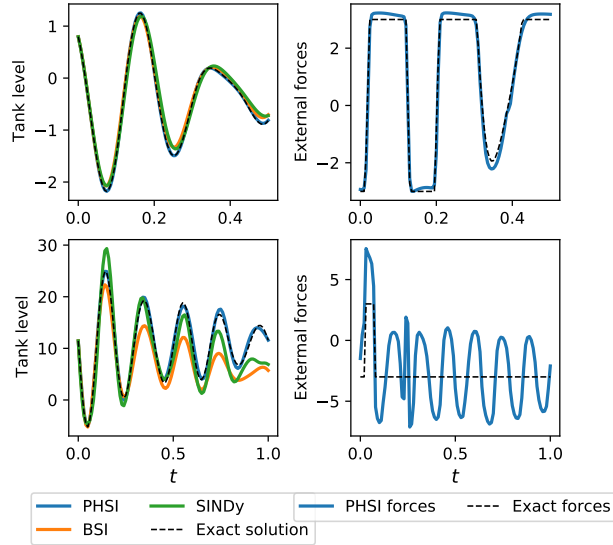 Tank level
1
0
−1
−2
0.0 0.2 0.4
External forces
2
0
−2
0.0 0.2 0.4
Tank level
30
20
10
0
0.0 0.5 1.0
t
Extermal forces
5
0
−5
0.0 0.5 1.0
t
PHSI SINDy
BSI Exact solution
PHSI forces Exact forces